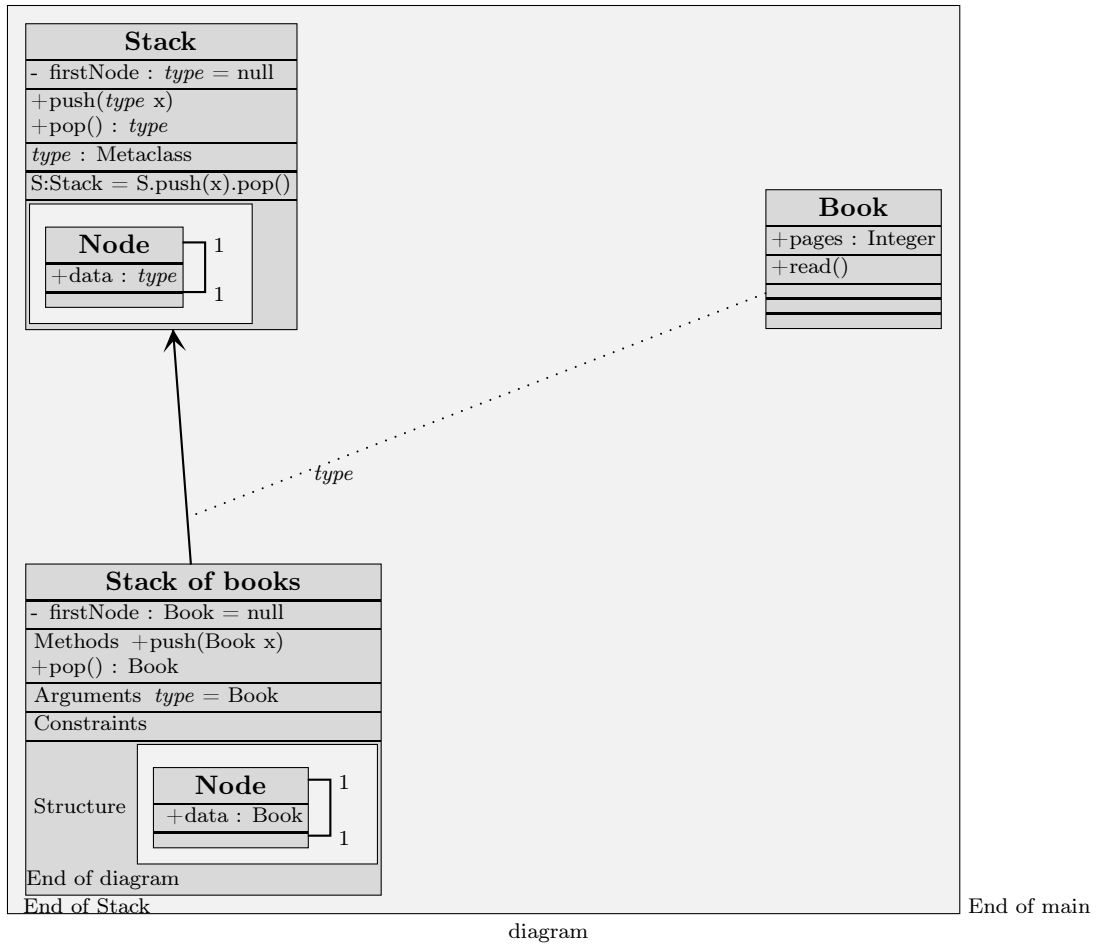 Stack
- firstNode : type = null
+push(type x)
+pop() : type
type : Metaclass
S:Stack = S.push(x).pop()
Node
+data : type
1
1
Book
+pages : Integer
+read()
type
Stack of books
- firstNode : Book = null
Methods +push(Book x)
+pop() : Book
Arguments type = Book
Constraints
Structure
Node
+data : Book
1
1
End of diagram
End of Stack
End of main
diagram